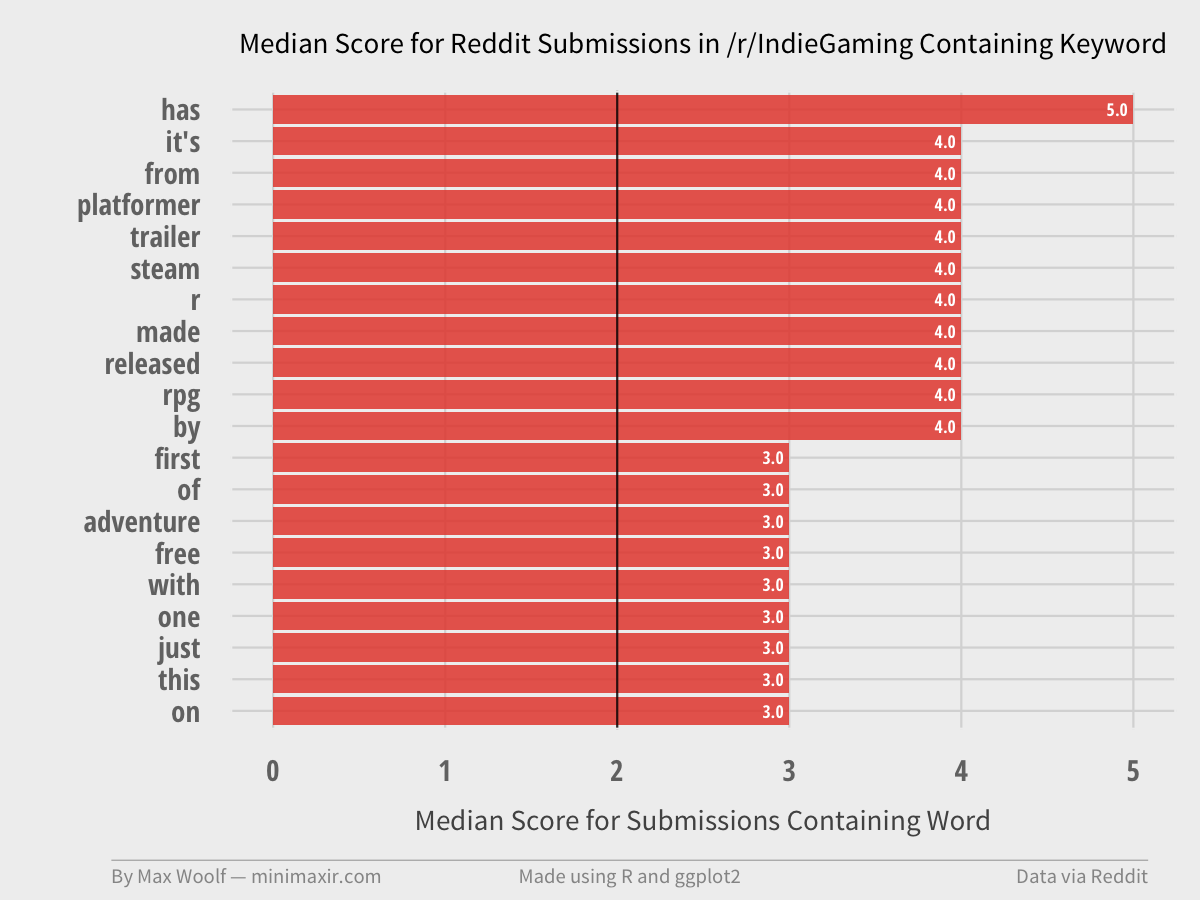 Median Score for Reddit Submissions in /r/IndieGaming Containing Keyword
has 5.0
it's 4.0
from 4.0
platformer 4.0
trailer 4.0
steam 4.0
r 4.0
made 4.0
released 4.0
rpg 4.0
by 4.0
first 3.0
of 3.0
adventure 3.0
free 3.0
with 3.0
one 3.0
just 3.0
this 3.0
on 3.0
0 1 2 3 4 5
Median Score for Submissions Containing Word
By Max Woolf — minimaxir.com Made using R and ggplot2 Data via Reddit